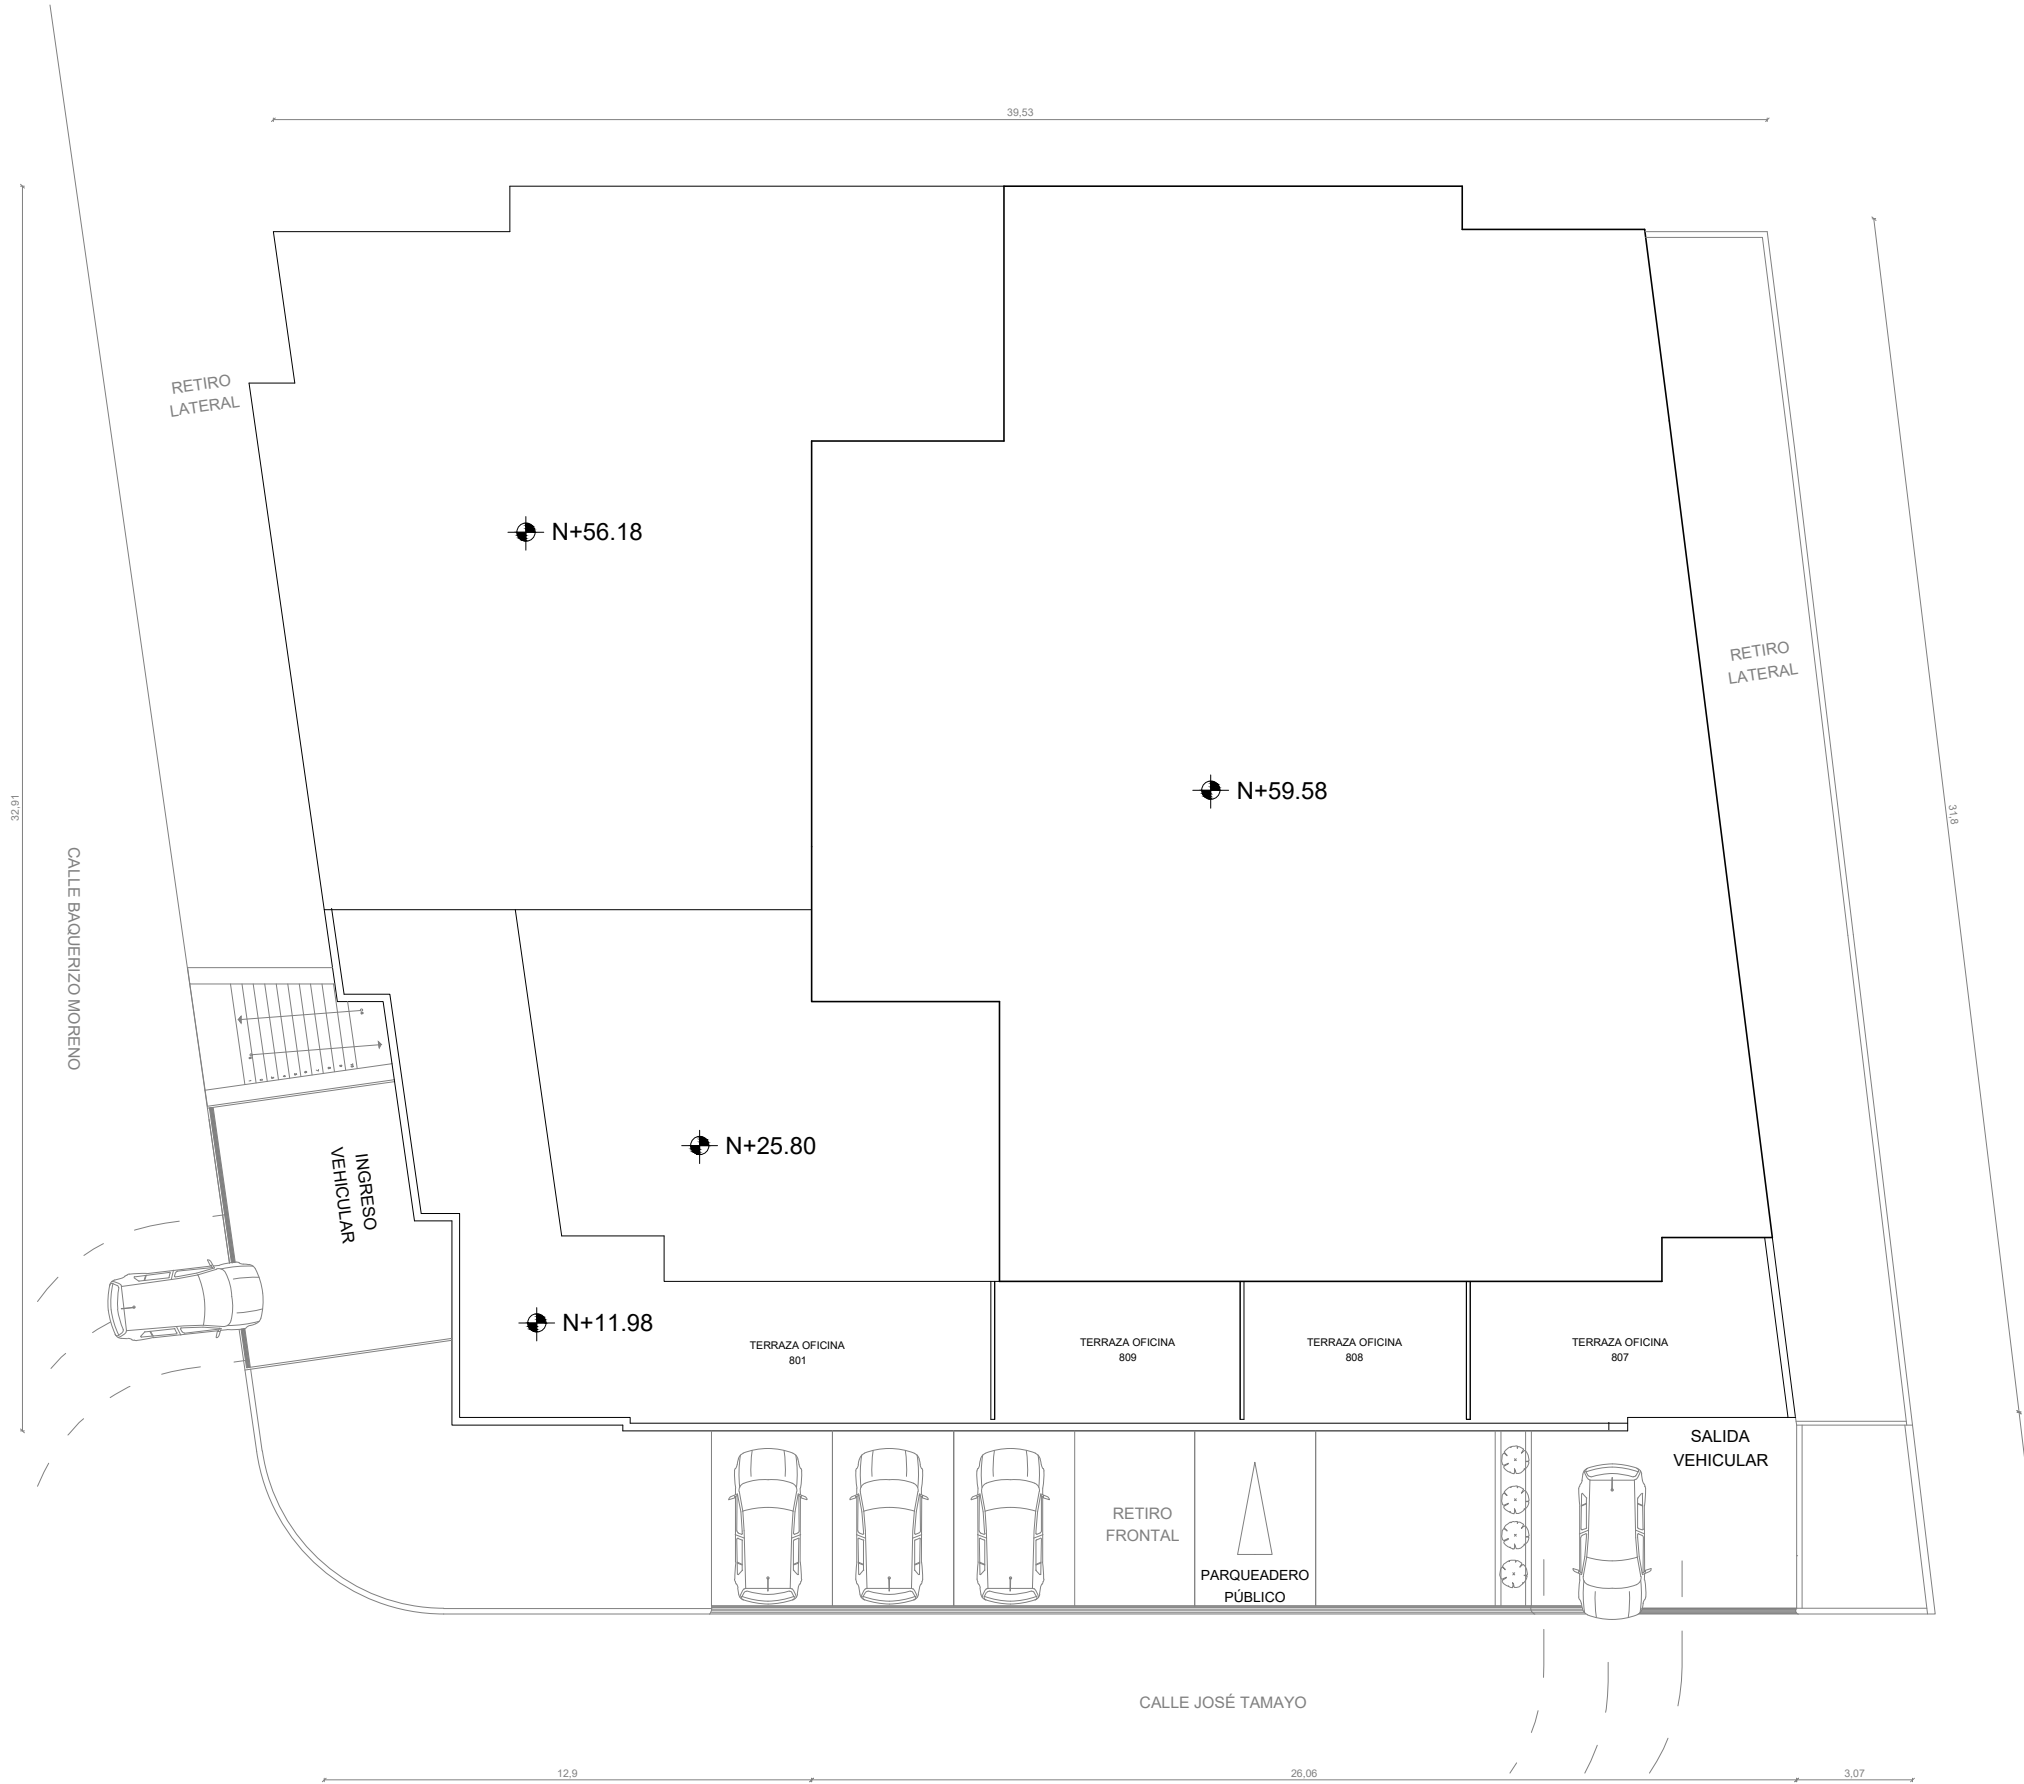 39,53
RETIRO
LATERAL
N+56.18
RETIRO
LATERAL
N+59.58
32,91
31,8
CALLE BAQUERIZO MORENO
N+25.80
INGRESO
VEHICULAR
N+11.98
TERRAZA OFICINA
801
TERRAZA OFICINA
809
TERRAZA OFICINA
808
TERRAZA OFICINA
807
SALIDA
VEHICULAR
RETIRO
FRONTAL
PARQUEADERO
PÚBLICO
CALLE JOSÉ TAMAYO
12,9
26,06
3,07